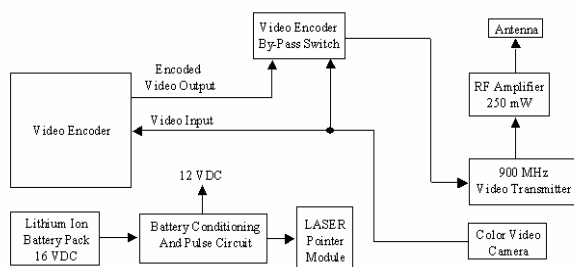 Video Encoder
By-Pass Switch
Antenna
Encoded
Video Output
RF Amplifier
250 mW
Video Encoder
Video Input
12 VDC
900 MHz
Video Transmitter
Lithium Ion
Battery Pack
16 VDC
Battery Conditioning
And Pulse Circuit
LASER
Pointer
Module
Color Video
Camera